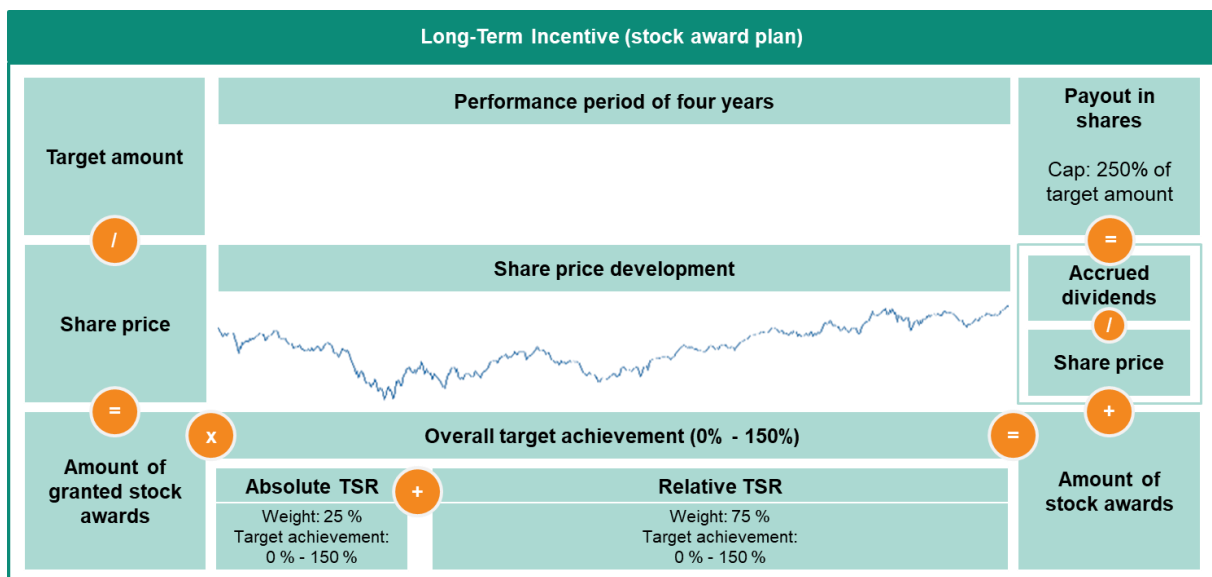 Long-Term Incentive (stock award plan)
Target amount
/
Share price
=
Amount of
granted stock
awards
x
Performance period of four years
Share price development
Overall target achievement (0% - 150%)
Absolute TSR
Weight: 25 %
Target achievement:
0 % - 150 %
+
Relative TSR
Weight: 75 %
Target achievement:
0 % - 150 %
=
Payout in
shares
Cap: 250% of
target amount
=
Accrued
dividends
/
Share price
+
Amount of
stock awards